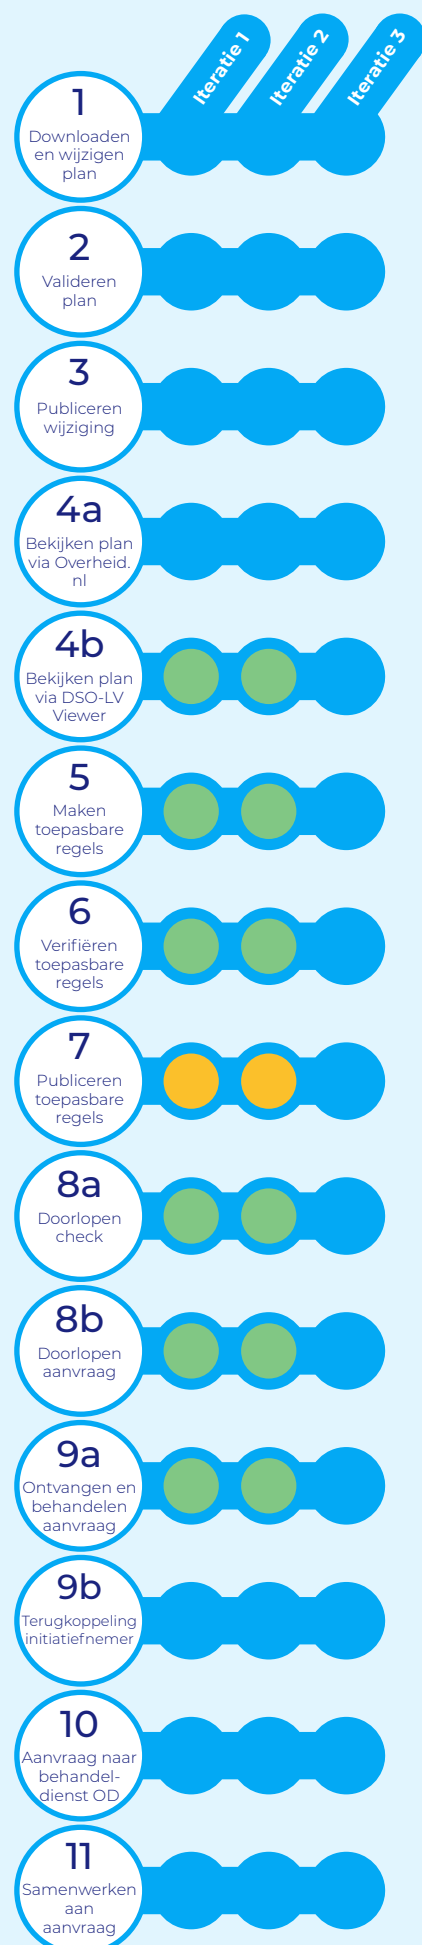 Iteratie 1
Iteratie 2
Iteratie 3
1
Downloaden
en wijzigen
plan
2
Valideren
plan
3
Publiceren
wijziging
4a
Bekijken plan
via Overheid.
nl
4b
Bekijken plan
via DSO-LV
Viewer
5
Maken
toepasbare
regels
6
Verifiëren
toepasbare
regels
7
Publiceren
toepasbare
regels
8a
Doorlopen
check
8b
Doorlopen
aanvraag
9a
Ontvangen en
behandelen
aanvraag
9b
Terugkoppeling
initiatiefnemer
10
Aanvraag naar
behandel-
dienst OD
11
Samenwerken
aan
aanvraag